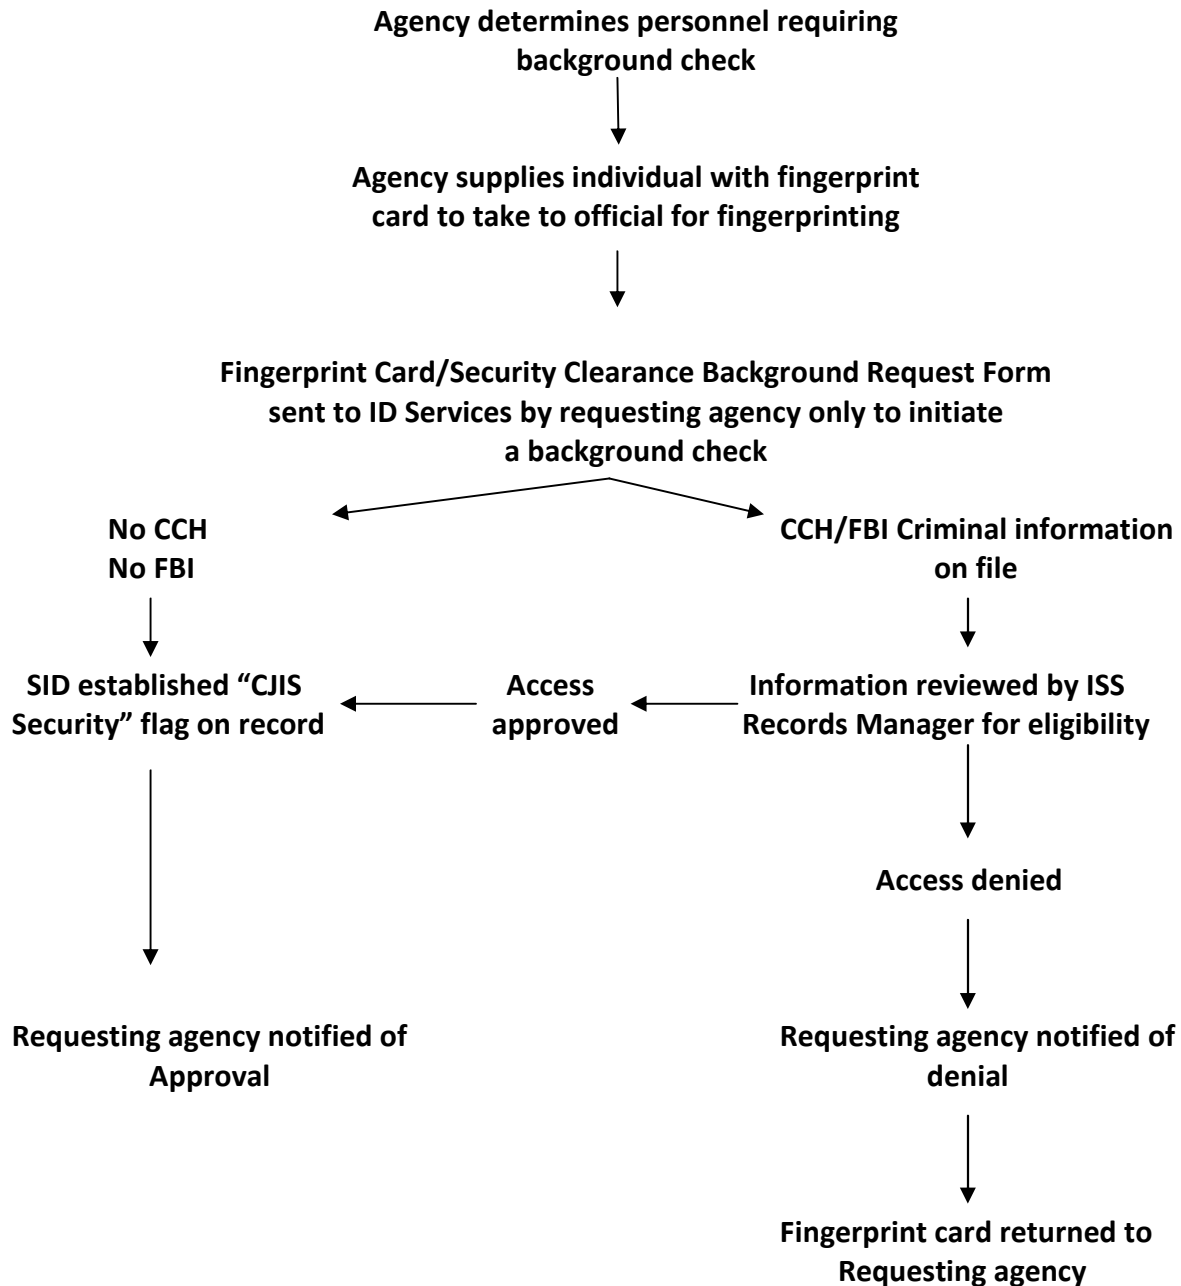 Agency determines personnel requiring
background check
Agency supplies individual with fingerprint
card to take to official for fingerprinting
Fingerprint Card/Security Clearance Background Request Form
sent to ID Services by requesting agency only to initiate
a background check
No CCH
No FBI
CCH/FBI Criminal information
on file
SID established “CJIS
Security” flag on record
Access
approved
Information reviewed by ISS
Records Manager for eligibility
Access denied
Requesting agency notified of
Approval
Requesting agency notified of
denial
Fingerprint card returned to
Requesting agency